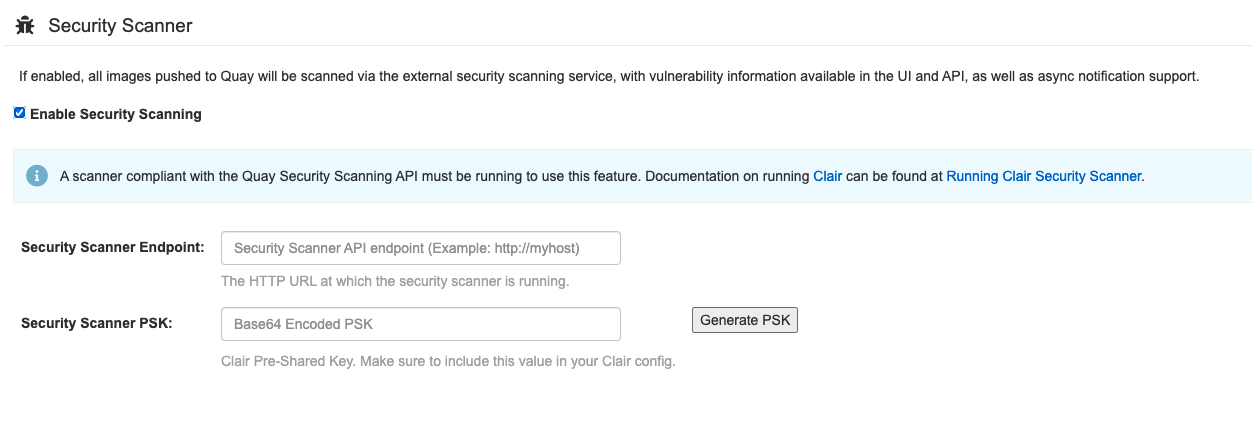 Security Scanner
If enabled, all images pushed to Quay will be scanned via the external security scanning service, with vulnerability information available in the UI and API, as well as async notification support.
Enable Security Scanning
A scanner compliant with the Quay Security Scanning API must be running to use this feature. Documentation on running Clair can be found at Running Clair Security Scanner.
Security Scanner Endpoint: Security Scanner API endpoint (Example: http://myhost)
The HTTP URL at which the security scanner is running.
Security Scanner PSK: Base64 Encoded PSK Generate PSK
Clair Pre-Shared Key. Make sure to include this value in your Clair config.